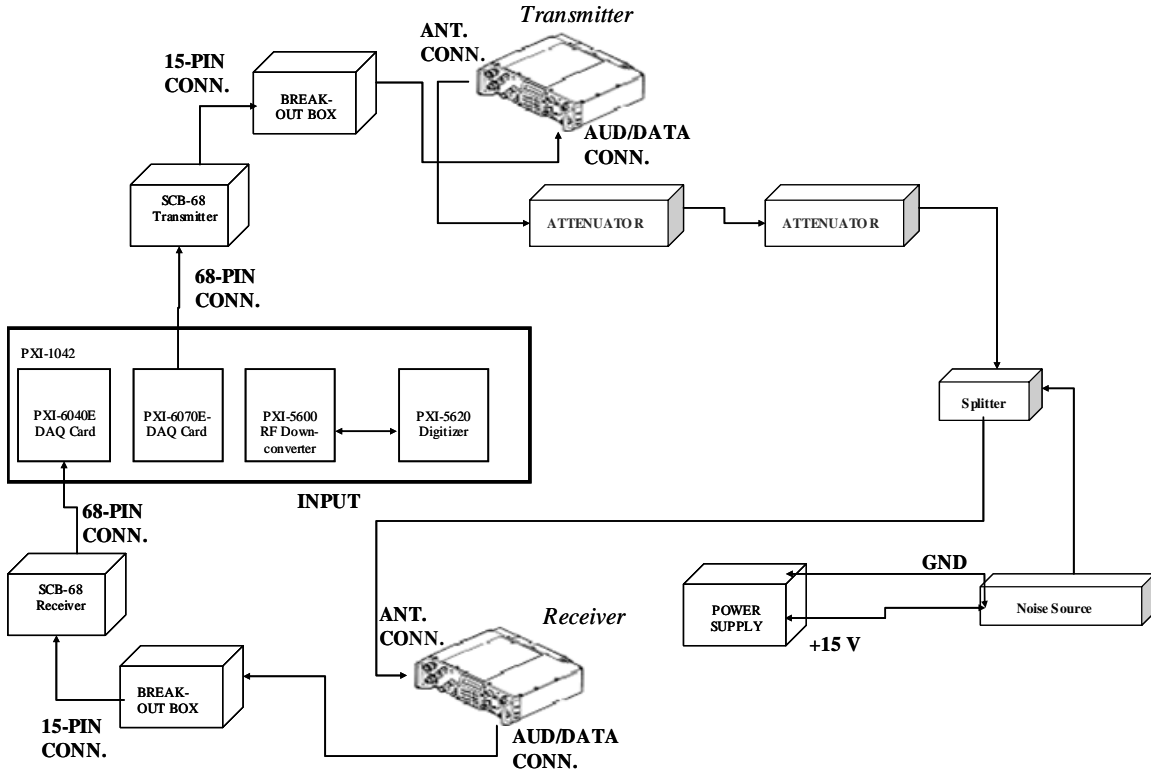 Transmitter
ANT.
CONN.
15-PIN
CONN.
BREAK-
OUT BOX
AUD/DATA
CONN.
SCB-68
Transmitter
ATTENUATOR
ATTENUATOR
68-PIN
CONN.
PXI-1042
PXI-6040E
DAQ Card
PXI-6070E-
DAQ Card
PXI-5600
RF Down-
converter
PXI-5620
Digitizer
Splitter
INPUT
68-PIN
CONN.
SCB-68
Receiver
GND
POWER
SUPPLY
Noise Source
+15 V
Receiver
ANT.
CONN.
BREAK-
OUT BOX
15-PIN
CONN.
AUD/DATA
CONN.